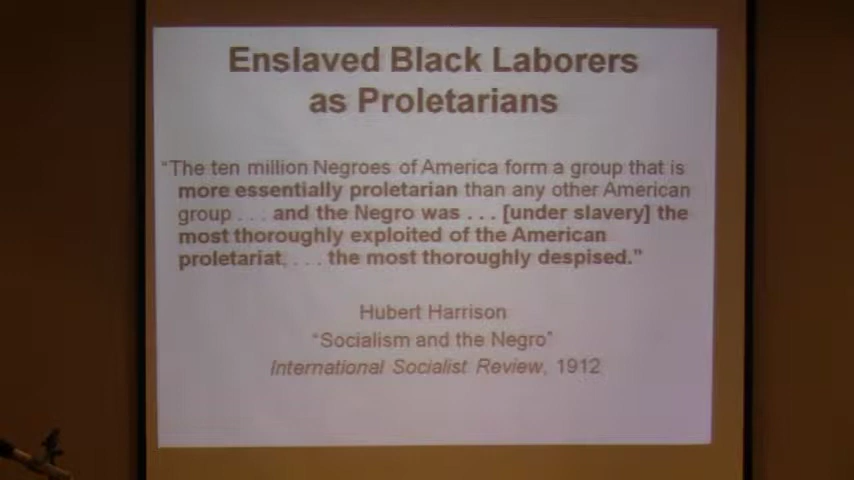 Enslaved Black Laborers
as Proletarians
“The ten million Negroes of America form a group that is
more essentially proletarian than any other American
group . . . and the Negro was . . . [under slavery] the
most thoroughly exploited of the American
proletariat, . . . the most thoroughly despised.”
Hubert Harrison
“Socialism and the Negro”
International Socialist Review, 1912